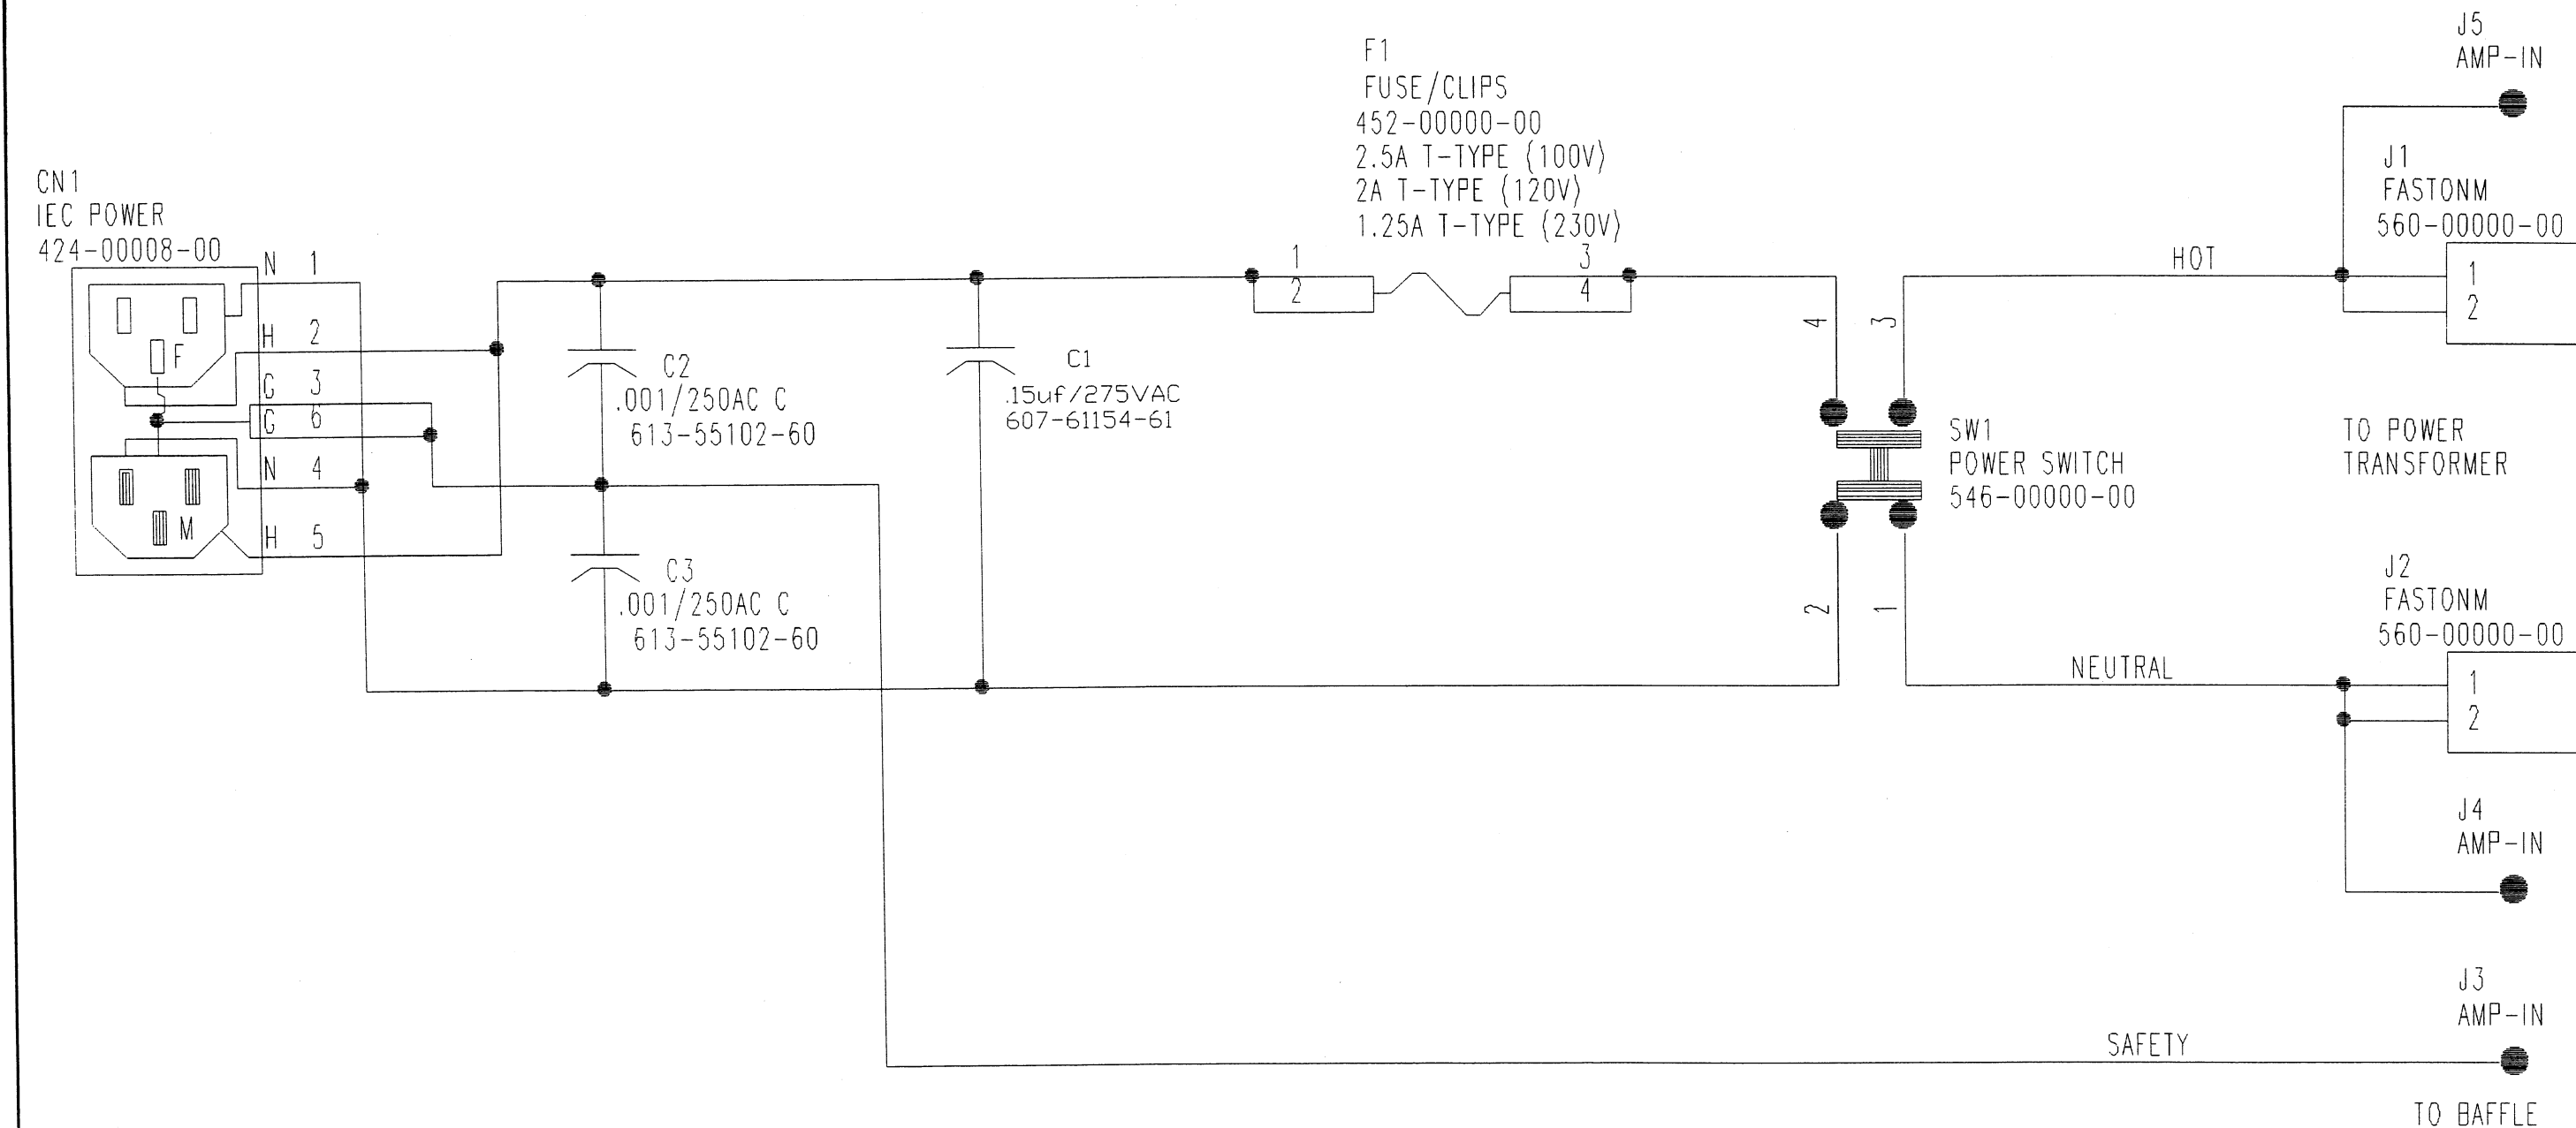 CN1
IEC POWER
424-00008-00
N 1
H 2
G 3
G 6
N 4
H 5
F
M
C2
.001/250AC C
613-55102-60
C3
.001/250AC C
613-55102-60
C1
.15uf/275VAC
607-61154-61
F1
FUSE/CLIPS
452-00000-00
2.5A T-TYPE (100V)
2A T-TYPE (120V)
1.25A T-TYPE (230V)
1
2
3
4
4
3
SW1
POWER SWITCH
546-00000-00
2
1
HOT
NEUTRAL
SAFETY
J5
AMP-IN
J1
FASTONM
560-00000-00
1
2
TO POWER
TRANSFORMER
J2
FASTONM
560-00000-00
1
2
J4
AMP-IN
J3
AMP-IN
TO BAFFLE